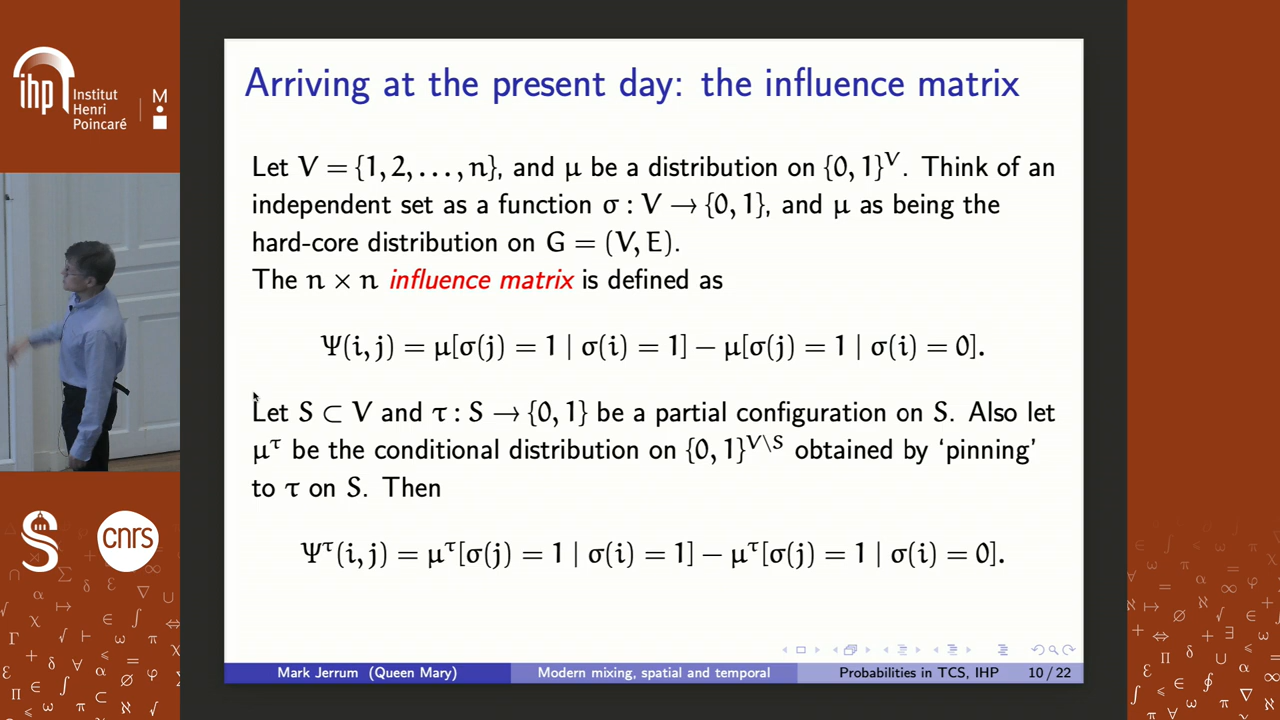 ihp
Institut
Henri
Poincaré
M
cnrs
Arriving at the present day: the influence matrix
Let V = {1, 2, . . . , n}, and μ be a distribution on {0, 1}^V. Think of an
independent set as a function σ : V → {0, 1}, and μ as being the
hard-core distribution on G = (V, E).
The n × n influence matrix is defined as
Ψ(i, j) = μ[σ(j) = 1 | σ(i) = 1] − μ[σ(j) = 1 | σ(i) = 0].
Let S ⊂ V and τ : S → {0, 1} be a partial configuration on S. Also let
μ^τ be the conditional distribution on {0, 1}^{V\S} obtained by ‘pinning’
to τ on S. Then
Ψ^τ(i, j) = μ^τ[σ(j) = 1 | σ(i) = 1] − μ^τ[σ(j) = 1 | σ(i) = 0].
Mark Jerrum (Queen Mary) Modern mixing, spatial and temporal Probabilities in TCS, IHP 10 / 22